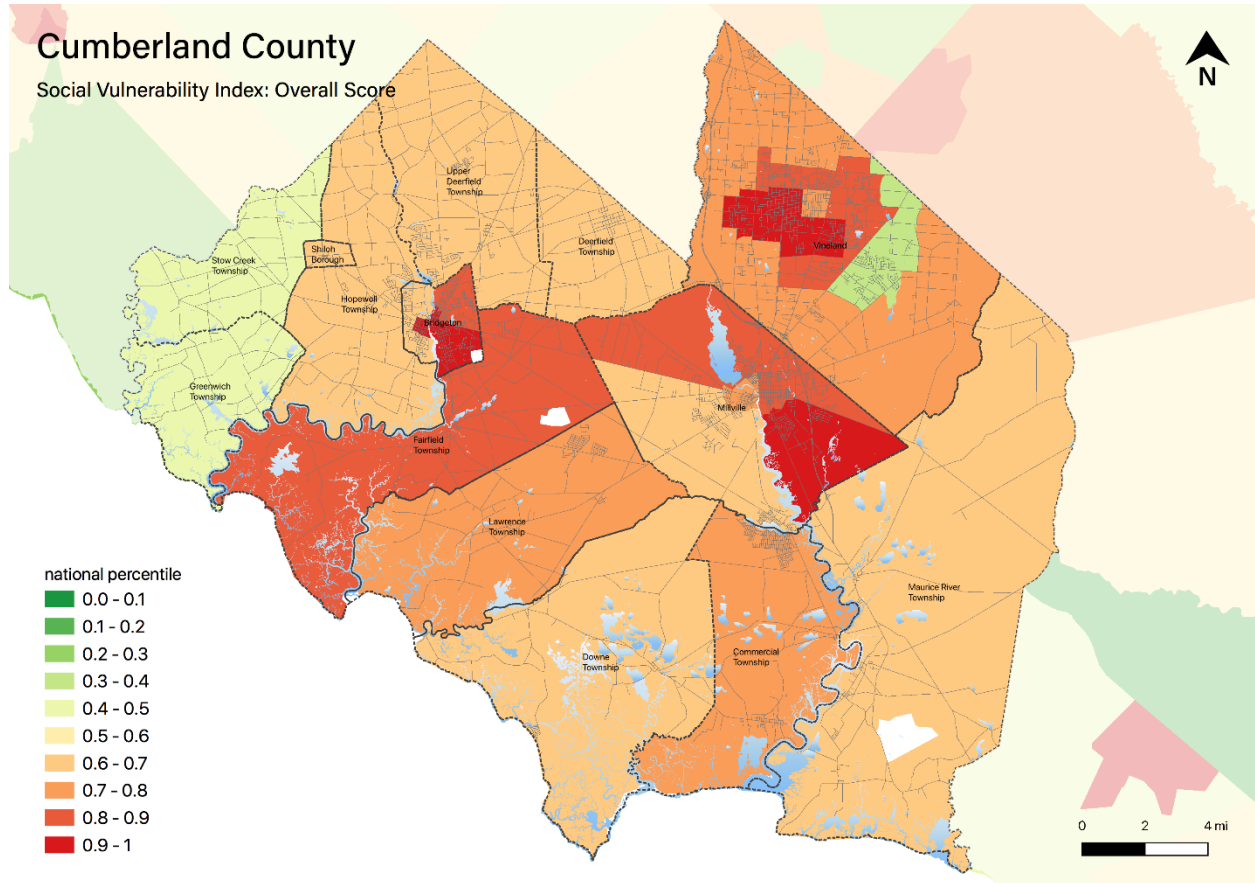 Cumberland County
Social Vulnerability Index: Overall Score
N
Upper
Deerfield
Township
Deerfield
Township
Vineland
Shiloh
Borough
Stow Creek
Township
Hopewell
Township
Bridgeton
Greenwich
Township
Millville
Fairfield
Township
Lawrence
Township
Maurice River
Township
Downe
Township
Commercial
Township
national percentile
0.0 - 0.1
0.1 - 0.2
0.2 - 0.3
0.3 - 0.4
0.4 - 0.5
0.5 - 0.6
0.6 - 0.7
0.7 - 0.8
0.8 - 0.9
0.9 - 1
0 2 4 mi